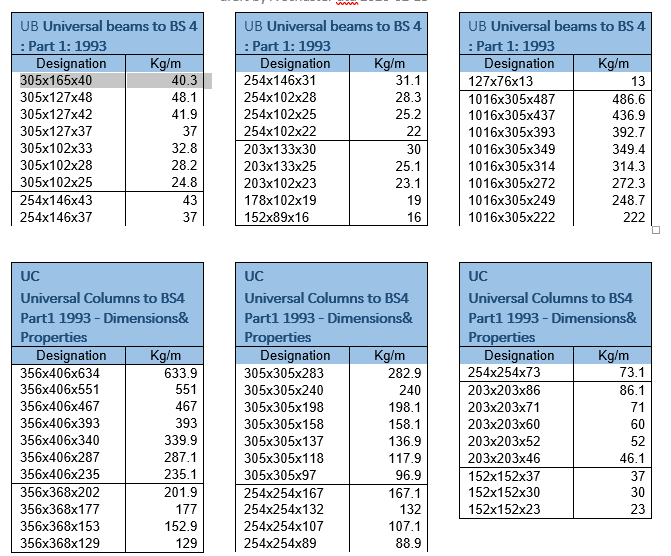 UB Universal beams to BS 4
: Part 1: 1993
Designation Kg/m
305x165x40 40.3
305x127x48 48.1
305x127x42 41.9
305x127x37 37
305x102x33 32.8
305x102x28 28.2
305x102x25 24.8
254x146x43 43
254x146x37 37
UB Universal beams to BS 4
: Part 1: 1993
Designation Kg/m
254x146x31 31.1
254x102x28 28.3
254x102x25 25.2
254x102x22 22
203x133x30 30
203x133x25 25.1
203x102x23 23.1
178x102x19 19
152x89x16 16
UB Universal beams to BS 4
: Part 1: 1993
Designation Kg/m
127x76x13 13
1016x305x487 486.6
1016x305x437 436.9
1016x305x393 392.7
1016x305x349 349.4
1016x305x314 314.3
1016x305x272 272.3
1016x305x249 248.7
1016x305x222 222
UC
Universal Columns to BS4
Part1 1993 - Dimensions&
Properties
Designation Kg/m
356x406x634 633.9
356x406x551 551
356x406x467 467
356x406x393 393
356x406x340 339.9
356x406x287 287.1
356x406x235 235.1
356x368x202 201.9
356x368x177 177
356x368x153 152.9
356x368x129 129
UC
Universal Columns to BS4
Part1 1993 - Dimensions&
Properties
Designation Kg/m
305x305x283 282.9
305x305x240 240
305x305x198 198.1
305x305x158 158.1
305x305x137 136.9
305x305x118 117.9
305x305x97 96.9
254x254x167 167.1
254x254x132 132
254x254x107 107.1
254x254x89 88.9
UC
Universal Columns to BS4
Part1 1993 - Dimensions&
Properties
Designation Kg/m
254x254x73 73.1
203x203x86 86.1
203x203x71 71
203x203x60 60
203x203x52 52
203x203x46 46.1
152x152x37 37
152x152x30 30
152x152x23 23